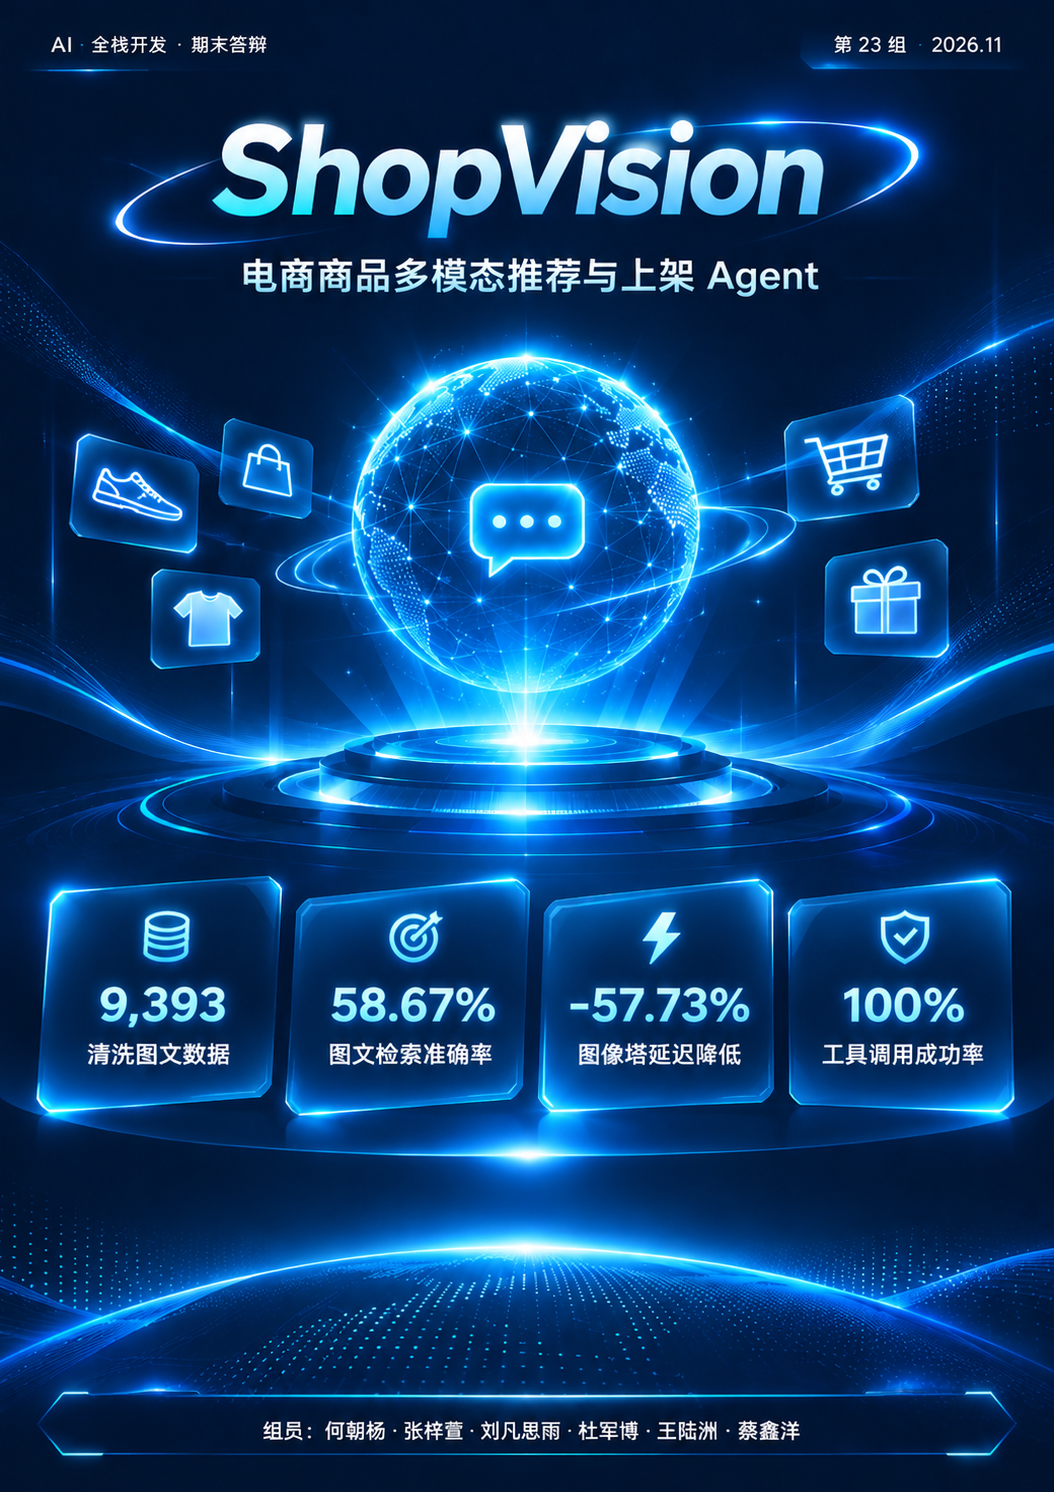 AI · 全栈开发 · 期末答辩
第 23 组 · 2026.11
ShopVision
电商商品多模态推荐与上架 Agent
9,393
清洗图文数据
58.67%
图文检索准确率
-57.73%
图像塔延迟降低
100%
工具调用成功率
组员：何朝杨 · 张梓萱 · 刘凡思雨 · 杜军博 · 王陆洲 · 蔡鑫洋